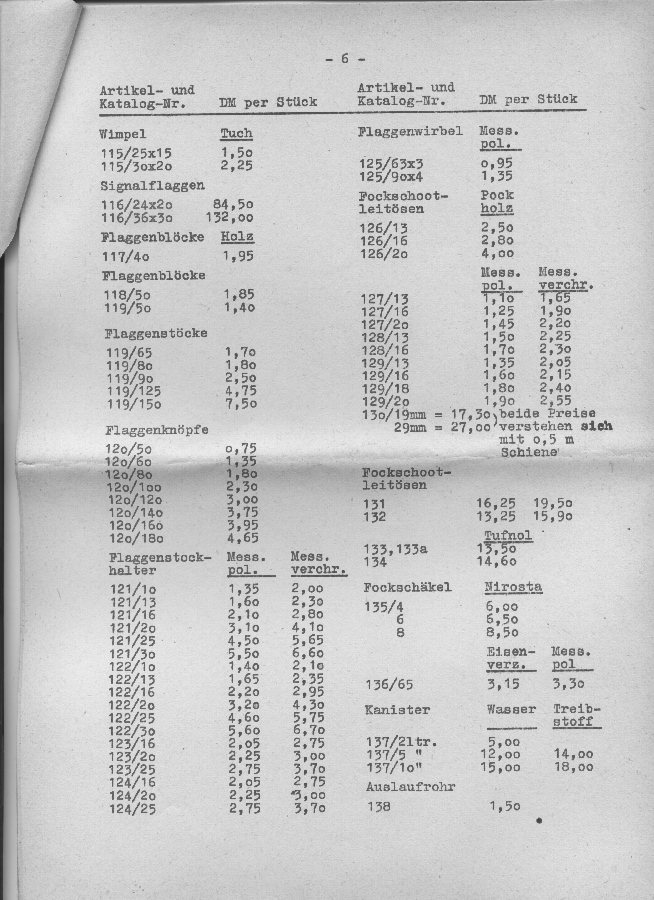 - 6 -
Artikel- und
Katalog-Nr. DM per Stück
Wimpel Tuch
115/25x15 1,5o
115/3ox2o 2,25
Signalflaggen
116/24x2o 84,5o
116/36x3o 132,oo
Flaggenblöcke Holz
117/4o 1,95
Flaggenblöcke
118/5o 1,85
119/5o 1,4o
Flaggenstöcke
119/65 1,7o
119/8o 1,8o
119/9o 2,5o
119/125 4,75
119/15o 7,5o
Flaggenknöpfe
12o/5o o,75
12o/6o 1,35
12o/8o 1,8o
12o/1oo 2,3o
12o/12o 3,oo
12o/14o 3,75
12o/16o 3,95
12o/18o 4,65
Flaggenstock- Mess. Mess.
halter pol. verchr.
121/1o 1,35 2,oo
121/13 1,6o 2,3o
121/16 2,1o 2,8o
121/2o 3,1o 4,1o
121/25 4,5o 5,65
121/3o 5,5o 6,6o
122/1o 1,4o 2,1o
122/13 1,65 2,35
122/16 2,2o 2,95
122/2o 3,2o 4,3o
122/25 4,6o 5,75
122/3o 5,6o 6,7o
123/16 2,o5 2,75
123/2o 2,25 3,oo
123/25 2,75 3,7o
124/16 2,o5 2,75
124/2o 2,25 3,oo
124/25 2,75 3,7o
Artikel- und
Katalog-Nr. DM per Stück
Flaggenwirbel Mess.
pol.
125/63x3 o,95
125/9ox4 1,35
Fockschoot- Pock
leitösen holz
126/13 2,5o
126/16 2,8o
126/2o 4,oo
Mess. Mess.
pol. verchr.
127/13 1,1o 1,65
127/16 1,25 1,9o
127/2o 1,45 2,2o
128/13 1,5o 2,25
128/16 1,7o 2,3o
129/13 1,35 2,o5
129/16 1,6o 2,15
129/18 1,8o 2,4o
129/2o 1,9o 2,55
13o/19mm = 17,3o beide Preise
29mm = 27,oo verstehen sich
mit o,5 m
Schiene
Fockschoot-
leitösen
131 16,25 19,5o
132 13,25 15,9o
Tufnol
133,133a 13,5o
134 14,6o
Fockschäkel Nirosta
135/4 6,oo
6 6,5o
8 8,5o
Eisen- Mess.
verz. pol
136/65 3,15 3,3o
Kanister Wasser Treib-
stoff
137/2ltr. 5,oo
137/5 " 12,oo 14,oo
137/1o" 15,oo 18,oo
Auslaufrohr
138 1,5o